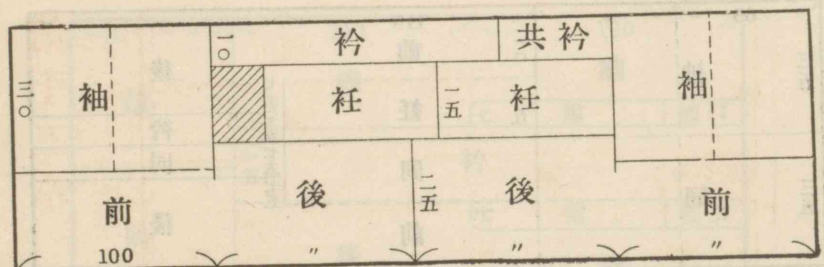 袖
三〇
一〇
衿
共衿
袖
衽
一五
衽
前
後
二五
後
前
100
〃
〃
〃